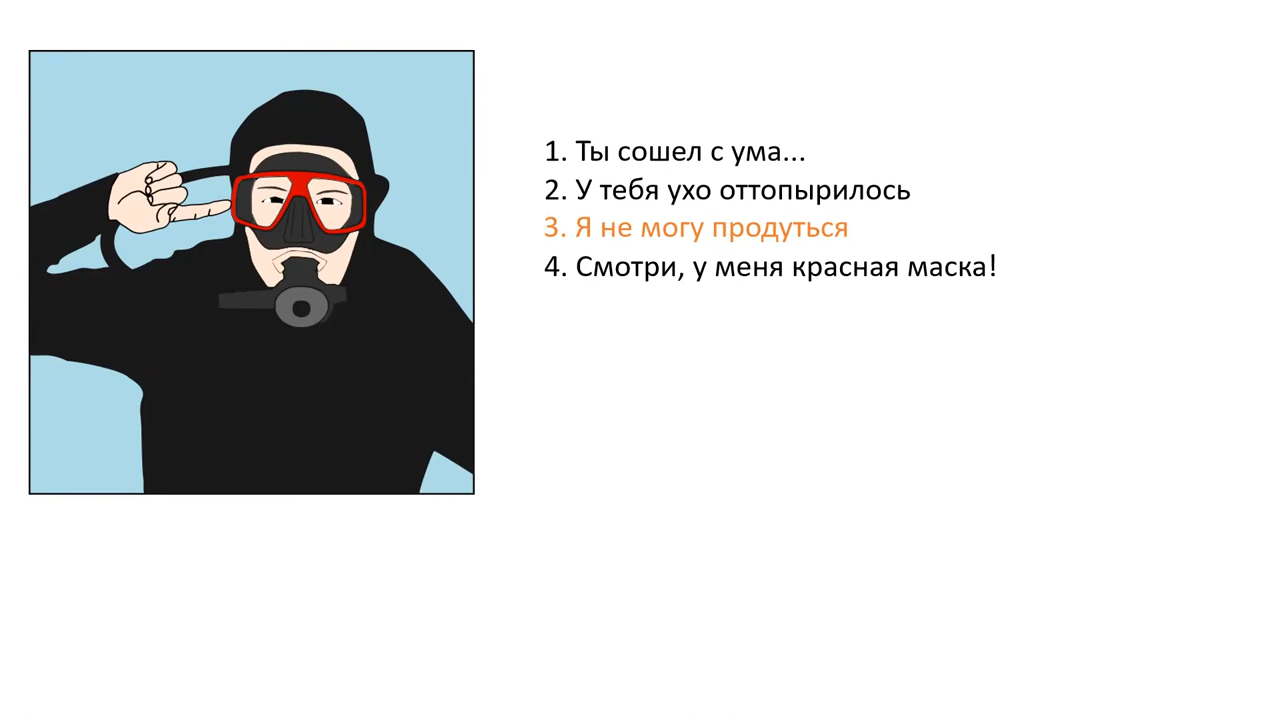 1. Ты сошел с ума...
2. У тебя ухо оттопырилось
3. Я не могу продуться
4. Смотри, у меня красная маска!